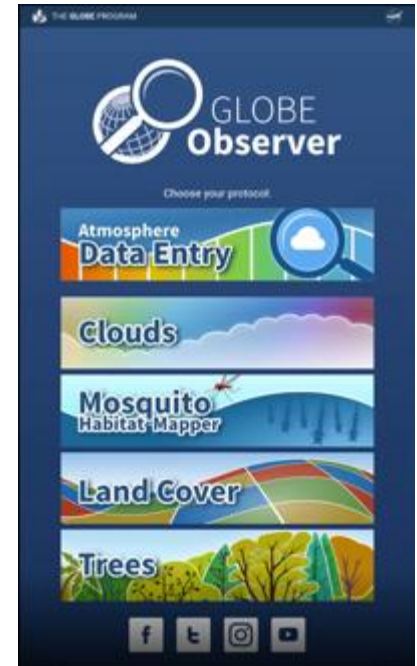 THE GLOBE PROGRAM
GLOBE
Observer
Choose your protocol.
Atmosphere
Data Entry
Clouds
Mosquito
Habitat Mapper
Land Cover
Trees